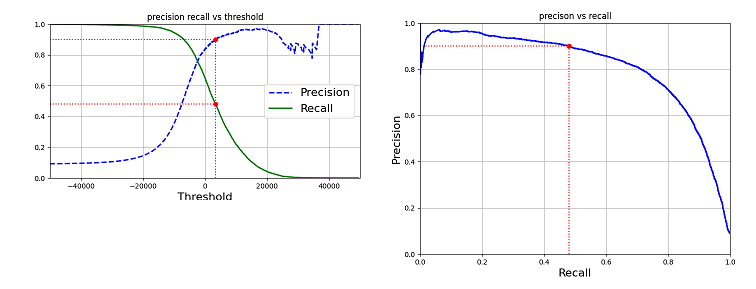 precision recall vs threshold
1.0
0.8
0.6
0.4
0.2
0.0
−40000 −20000 0 20000 40000
Threshold
Precision
Recall
precison vs recall
1.0
0.8
0.6
0.4
0.2
0.0
Precision
0.0 0.2 0.4 0.6 0.8 1.0
Recall